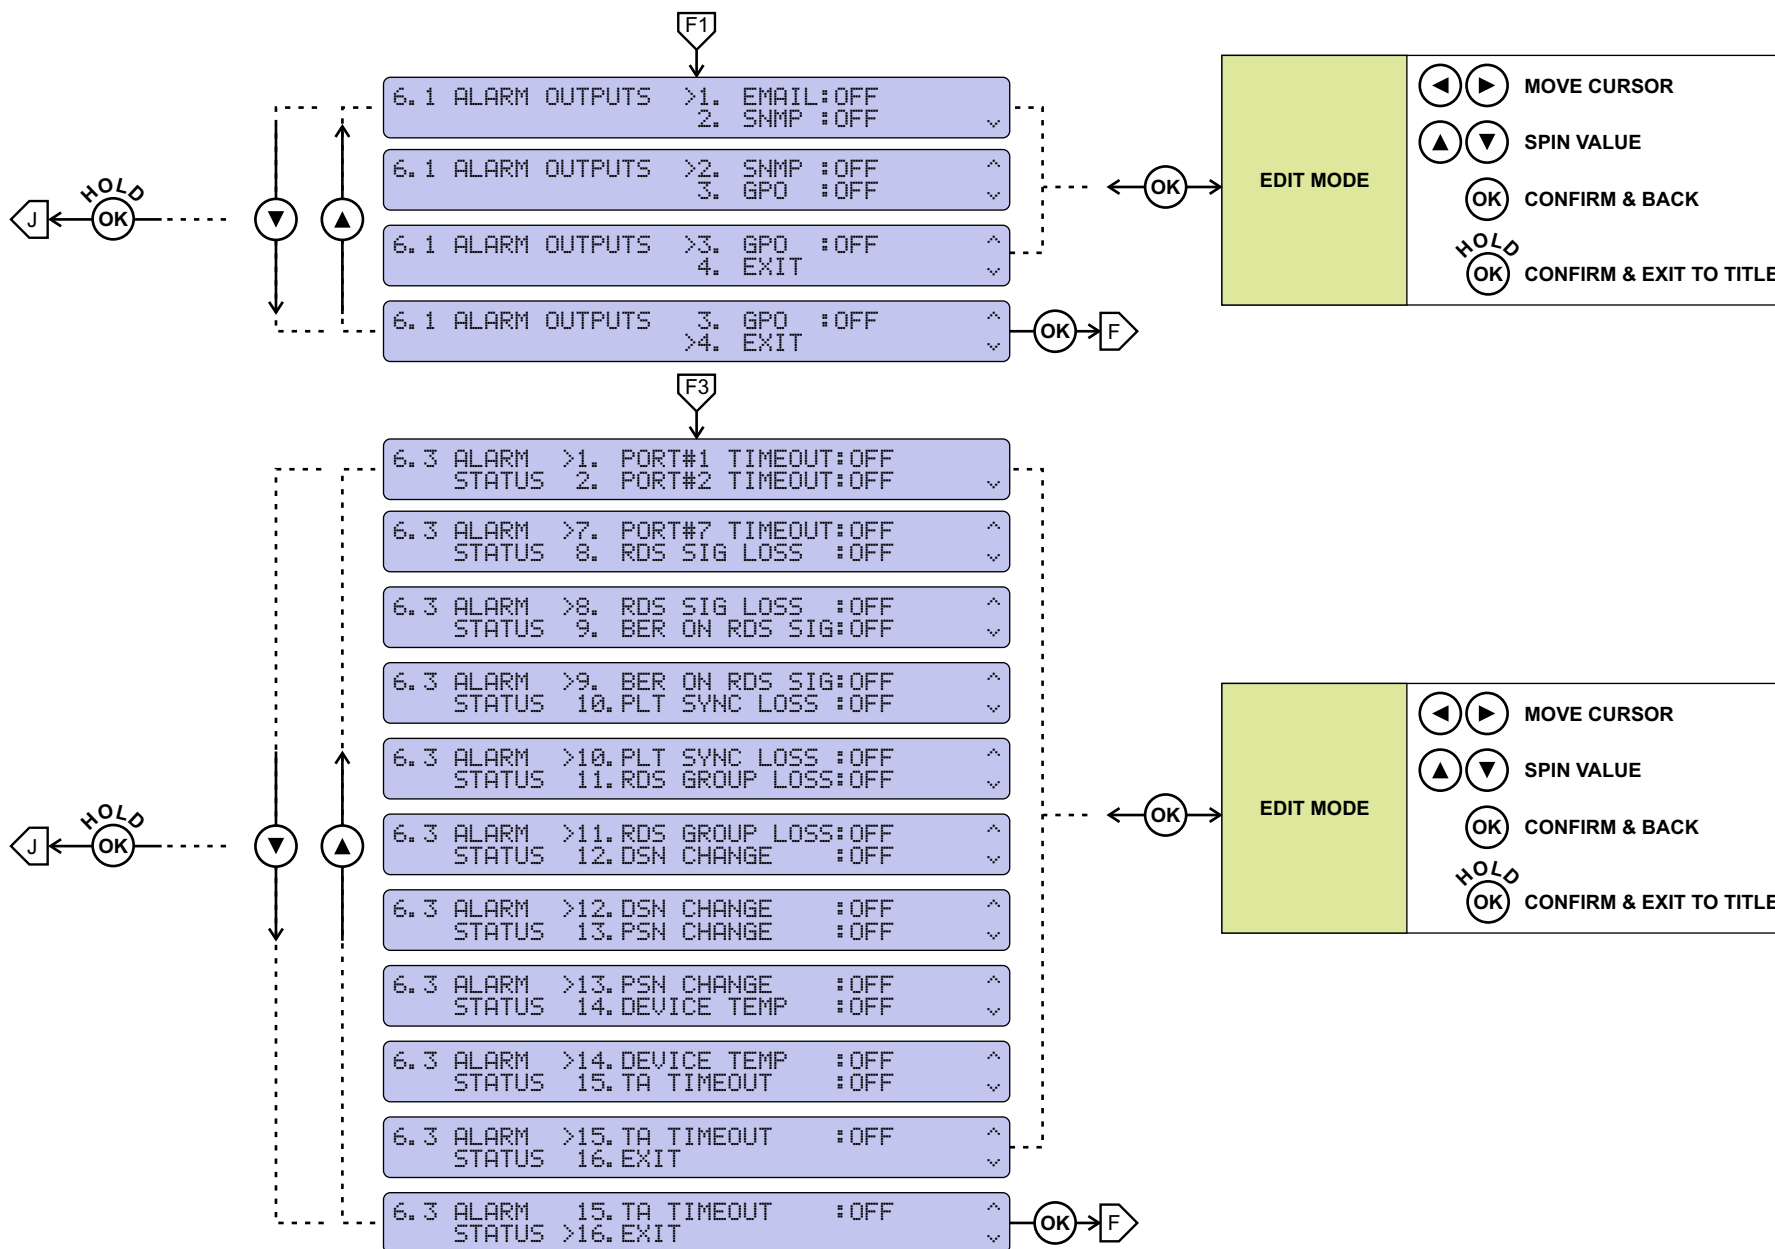 F1
6.1 ALARM OUTPUTS >1. EMAIL:OFF
2. SNMP :OFF
6.1 ALARM OUTPUTS >2. SNMP :OFF
3. GPO :OFF
6.1 ALARM OUTPUTS >3. GPO :OFF
4. EXIT
6.1 ALARM OUTPUTS 3. GPO :OFF
>4. EXIT
J
HOLD
OK
OK
F
OK
EDIT MODE
MOVE CURSOR
SPIN VALUE
OK CONFIRM & BACK
HOLD
OK CONFIRM & EXIT TO TITLE
F3
6.3 ALARM >1. PORT#1 TIMEOUT:OFF
STATUS 2. PORT#2 TIMEOUT:OFF
6.3 ALARM >7. PORT#7 TIMEOUT:OFF
STATUS 8. RDS SIG LOSS :OFF
6.3 ALARM >8. RDS SIG LOSS :OFF
STATUS 9. BER ON RDS SIG:OFF
6.3 ALARM >9. BER ON RDS SIG:OFF
STATUS 10.PLT SYNC LOSS :OFF
6.3 ALARM >10.PLT SYNC LOSS :OFF
STATUS 11.RDS GROUP LOSS:OFF
6.3 ALARM >11.RDS GROUP LOSS:OFF
STATUS 12.DSN CHANGE :OFF
6.3 ALARM >12.DSN CHANGE :OFF
STATUS 13.PSN CHANGE :OFF
6.3 ALARM >13.PSN CHANGE :OFF
STATUS 14.DEVICE TEMP :OFF
6.3 ALARM >14.DEVICE TEMP :OFF
STATUS 15.TA TIMEOUT :OFF
6.3 ALARM >15.TA TIMEOUT :OFF
STATUS 16.EXIT
6.3 ALARM 15.TA TIMEOUT :OFF
STATUS >16.EXIT
J
HOLD
OK
OK
F
OK
EDIT MODE
MOVE CURSOR
SPIN VALUE
OK CONFIRM & BACK
HOLD
OK CONFIRM & EXIT TO TITLE